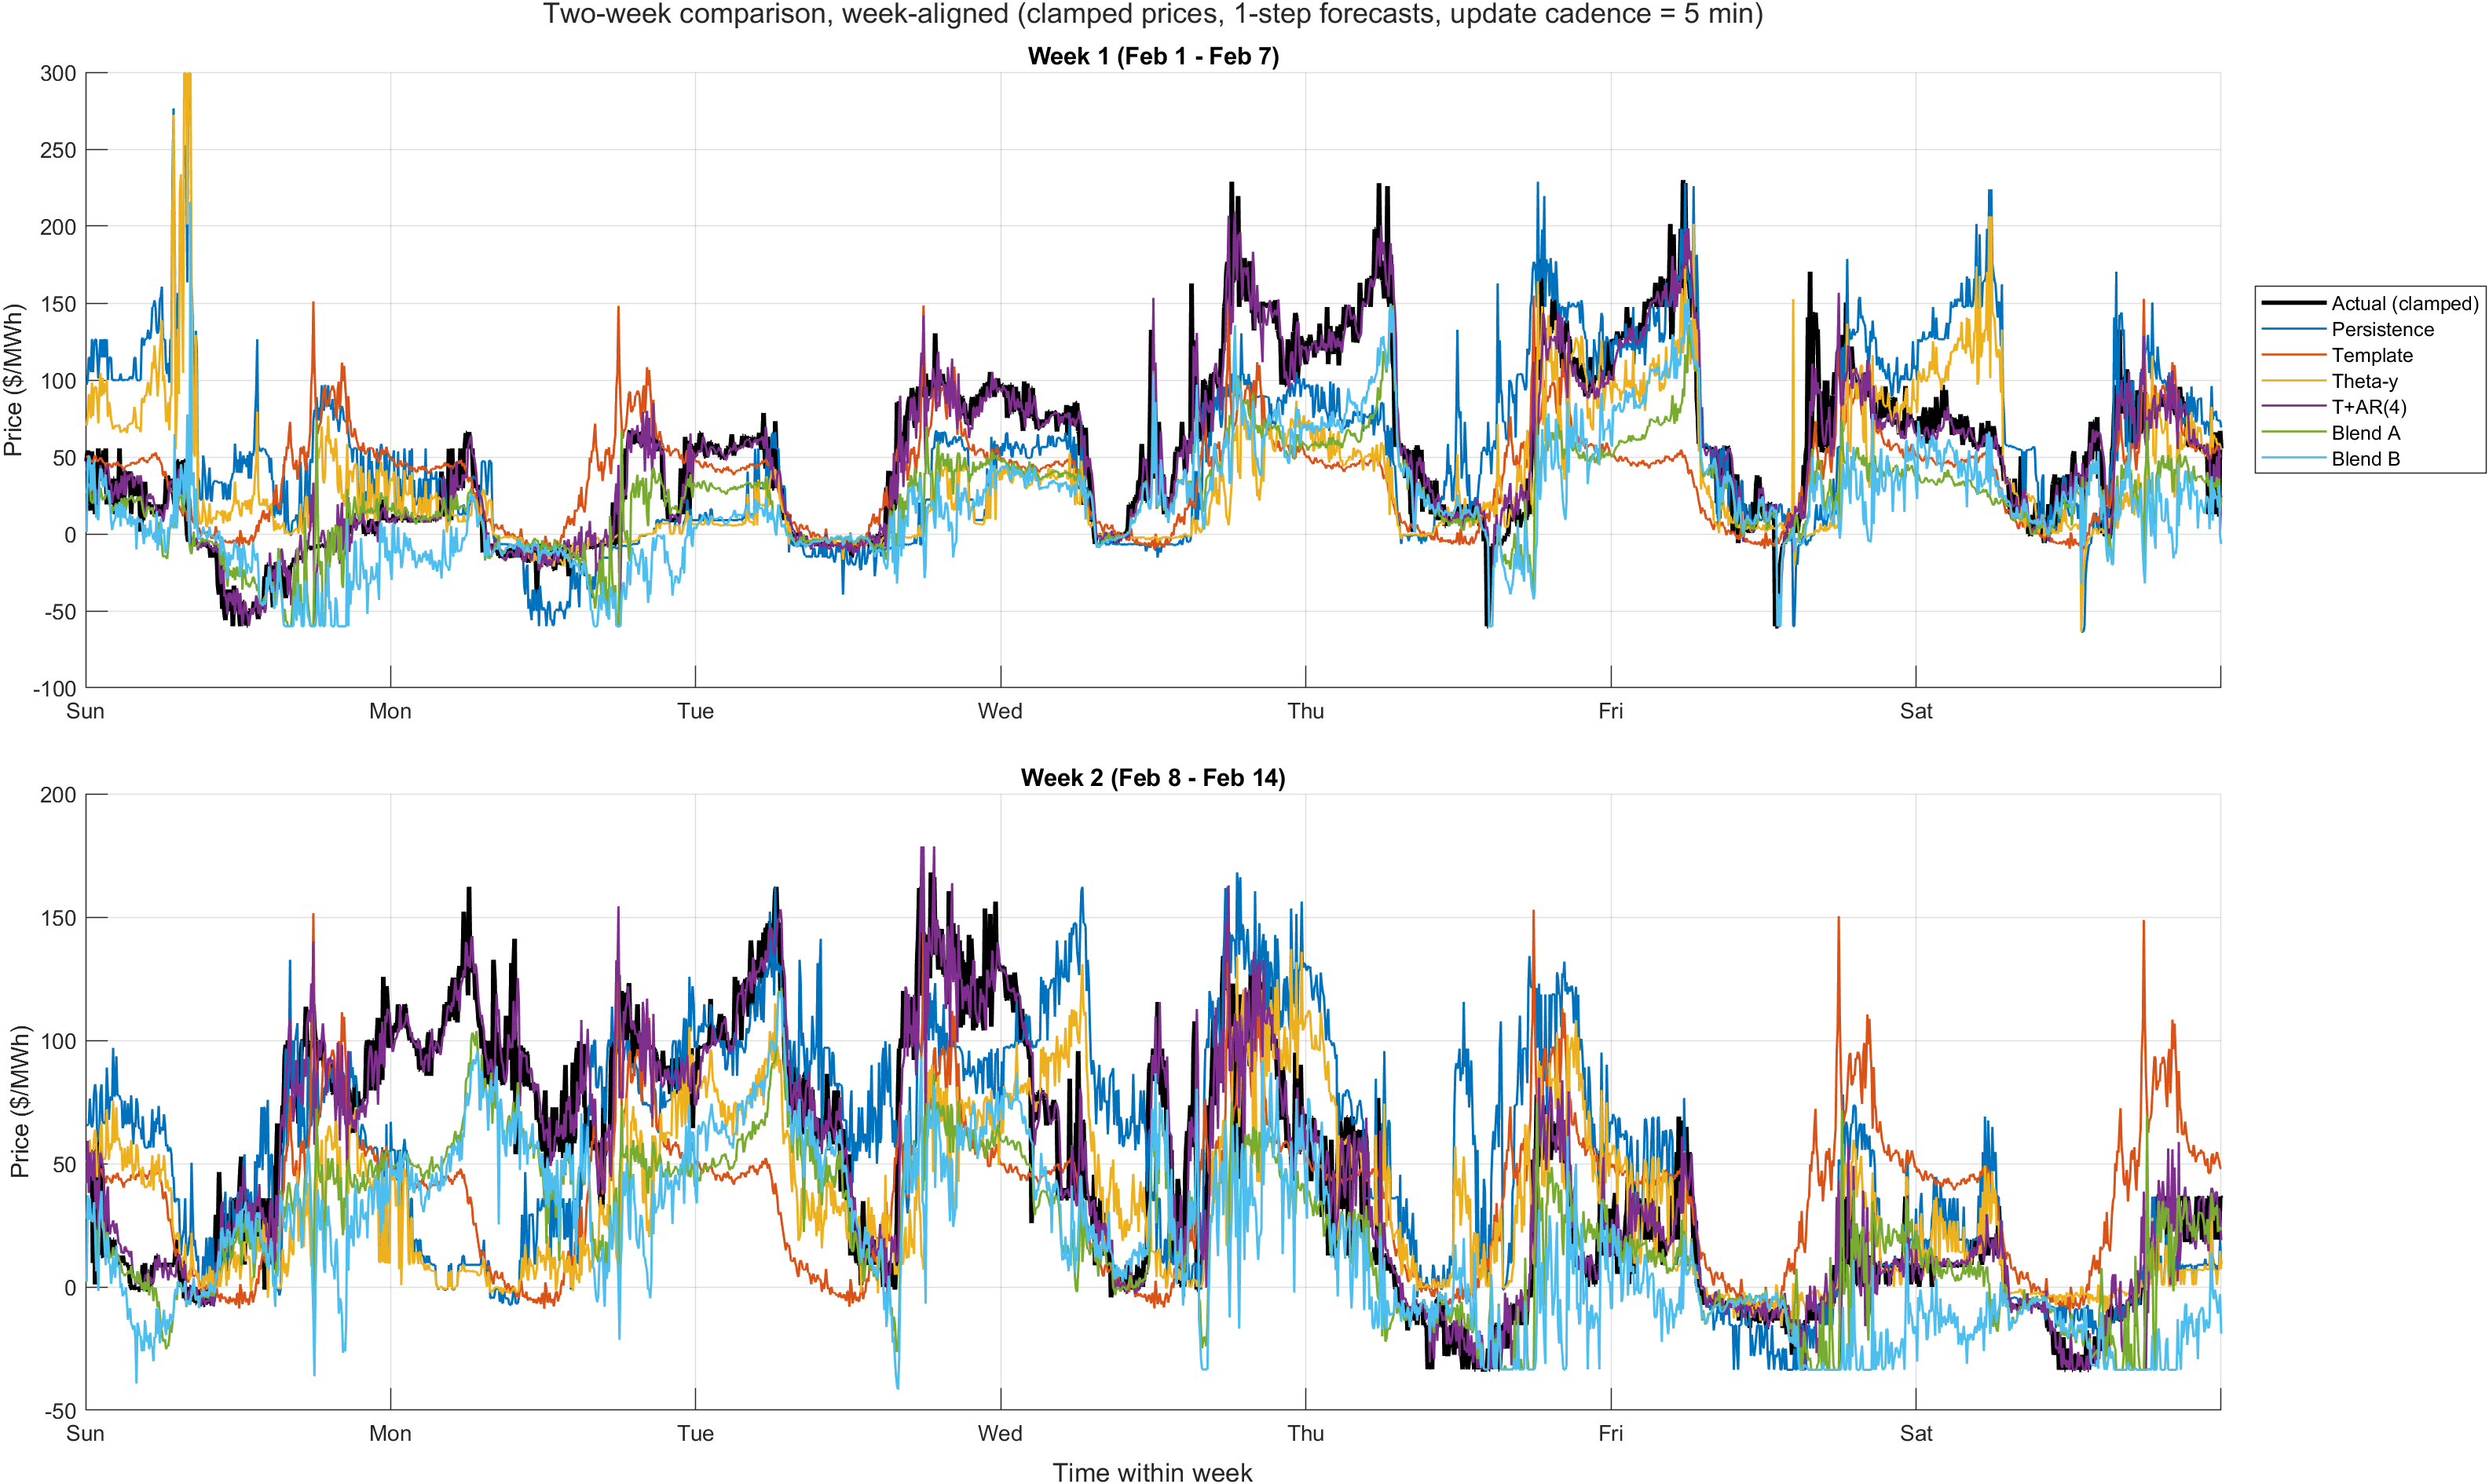 Two-week comparison, week-aligned (clamped prices, 1-step forecasts, update cadence = 5 min)
Week 1 (Feb 1 - Feb 7)
300
250
200
150
100
50
0
-50
-100
Price ($/MWh)
Sun Mon Tue Wed Thu Fri Sat
Actual (clamped)
Persistence
Template
Theta-y
T+AR(4)
Blend A
Blend B
Week 2 (Feb 8 - Feb 14)
200
150
100
50
0
-50
Price ($/MWh)
Sun Mon Tue Wed Thu Fri Sat
Time within week